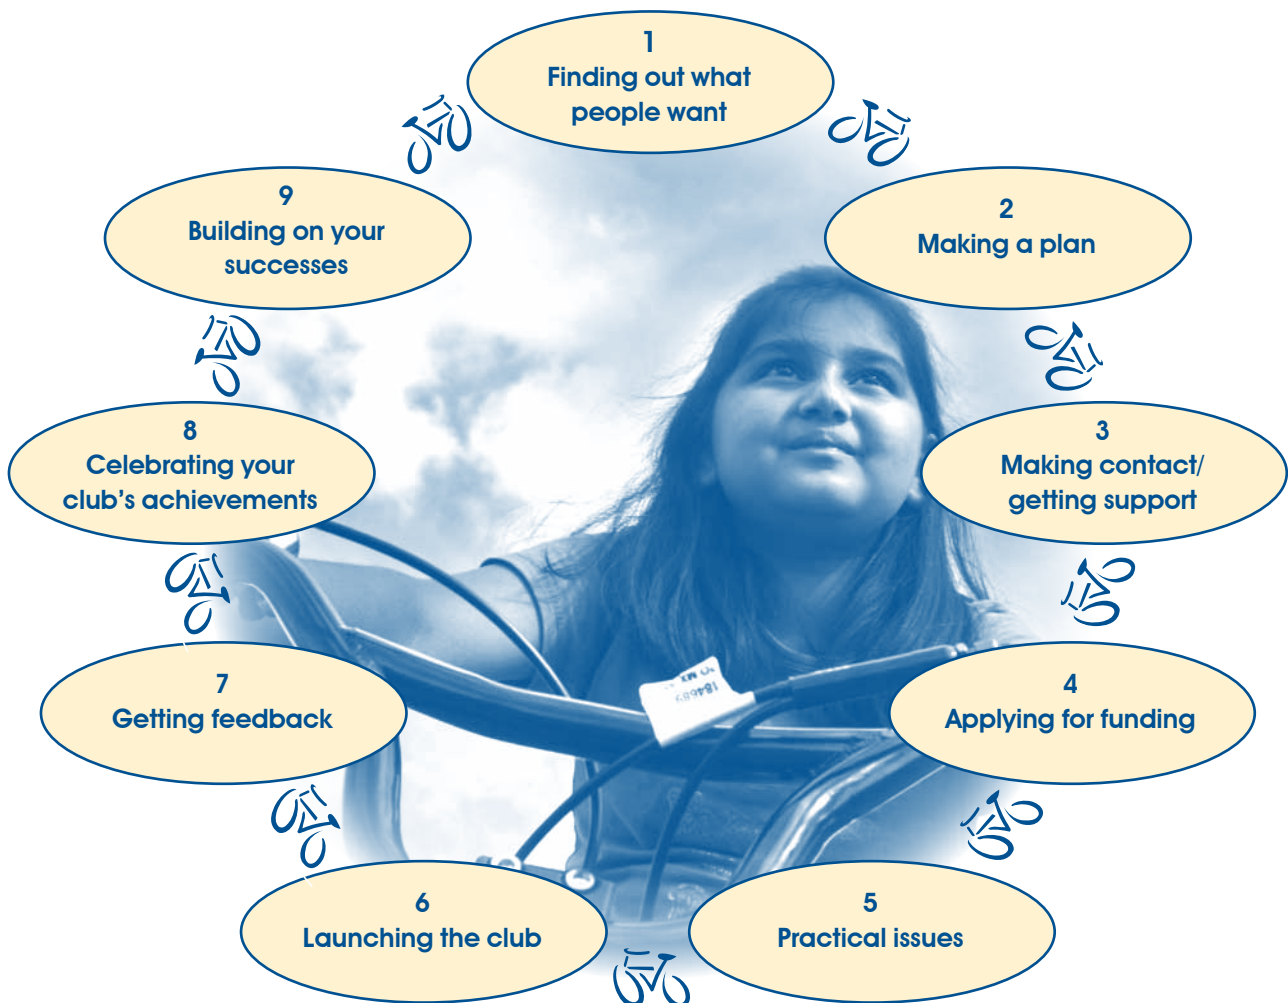 1
Finding out what
people want
2
Making a plan
3
Making contact/
getting support
4
Applying for funding
5
Practical issues
6
Launching the club
7
Getting feedback
8
Celebrating your
club's achievements
9
Building on your
successes
184689